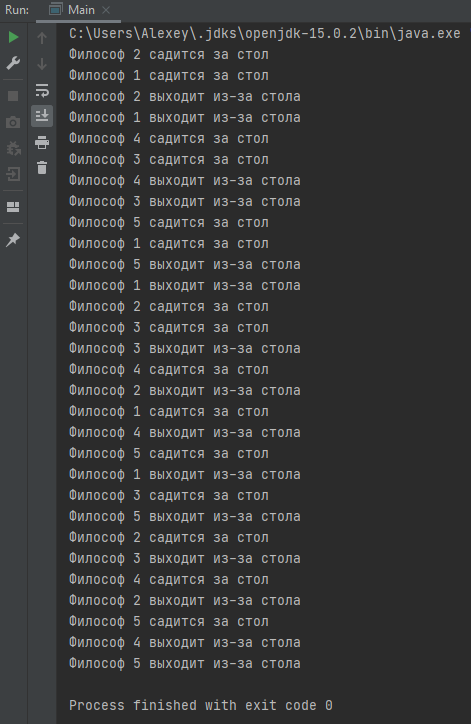 Run: Main
C:\Users\Alexey\.jdks\openjdk-15.0.2\bin\java.exe
Философ 2 садится за стол
Философ 1 садится за стол
Философ 2 выходит из-за стола
Философ 1 выходит из-за стола
Философ 4 садится за стол
Философ 3 садится за стол
Философ 4 выходит из-за стола
Философ 3 выходит из-за стола
Философ 5 садится за стол
Философ 1 садится за стол
Философ 5 выходит из-за стола
Философ 1 выходит из-за стола
Философ 2 садится за стол
Философ 3 садится за стол
Философ 3 выходит из-за стола
Философ 4 садится за стол
Философ 2 выходит из-за стола
Философ 1 садится за стол
Философ 4 выходит из-за стола
Философ 5 садится за стол
Философ 1 выходит из-за стола
Философ 3 садится за стол
Философ 5 выходит из-за стола
Философ 2 садится за стол
Философ 3 выходит из-за стола
Философ 4 садится за стол
Философ 2 выходит из-за стола
Философ 5 садится за стол
Философ 4 выходит из-за стола
Философ 5 выходит из-за стола
Process finished with exit code 0